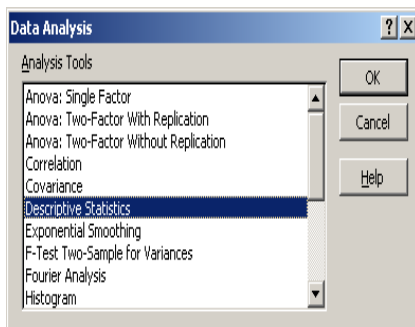 Data Analysis
Analysis Tools
Anova: Single Factor
Anova: Two-Factor With Replication
Anova: Two-Factor Without Replication
Correlation
Covariance
Descriptive Statistics
Exponential Smoothing
F-Test Two-Sample for Variances
Fourier Analysis
Histogram
OK
Cancel
Help